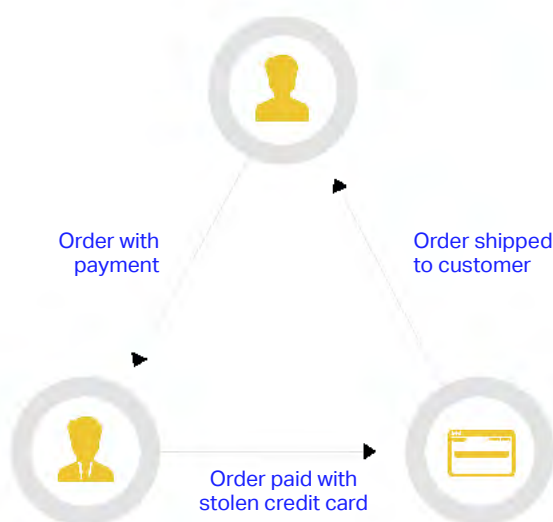 Order with
payment
Order shipped
to customer
Order paid with
stolen credit card